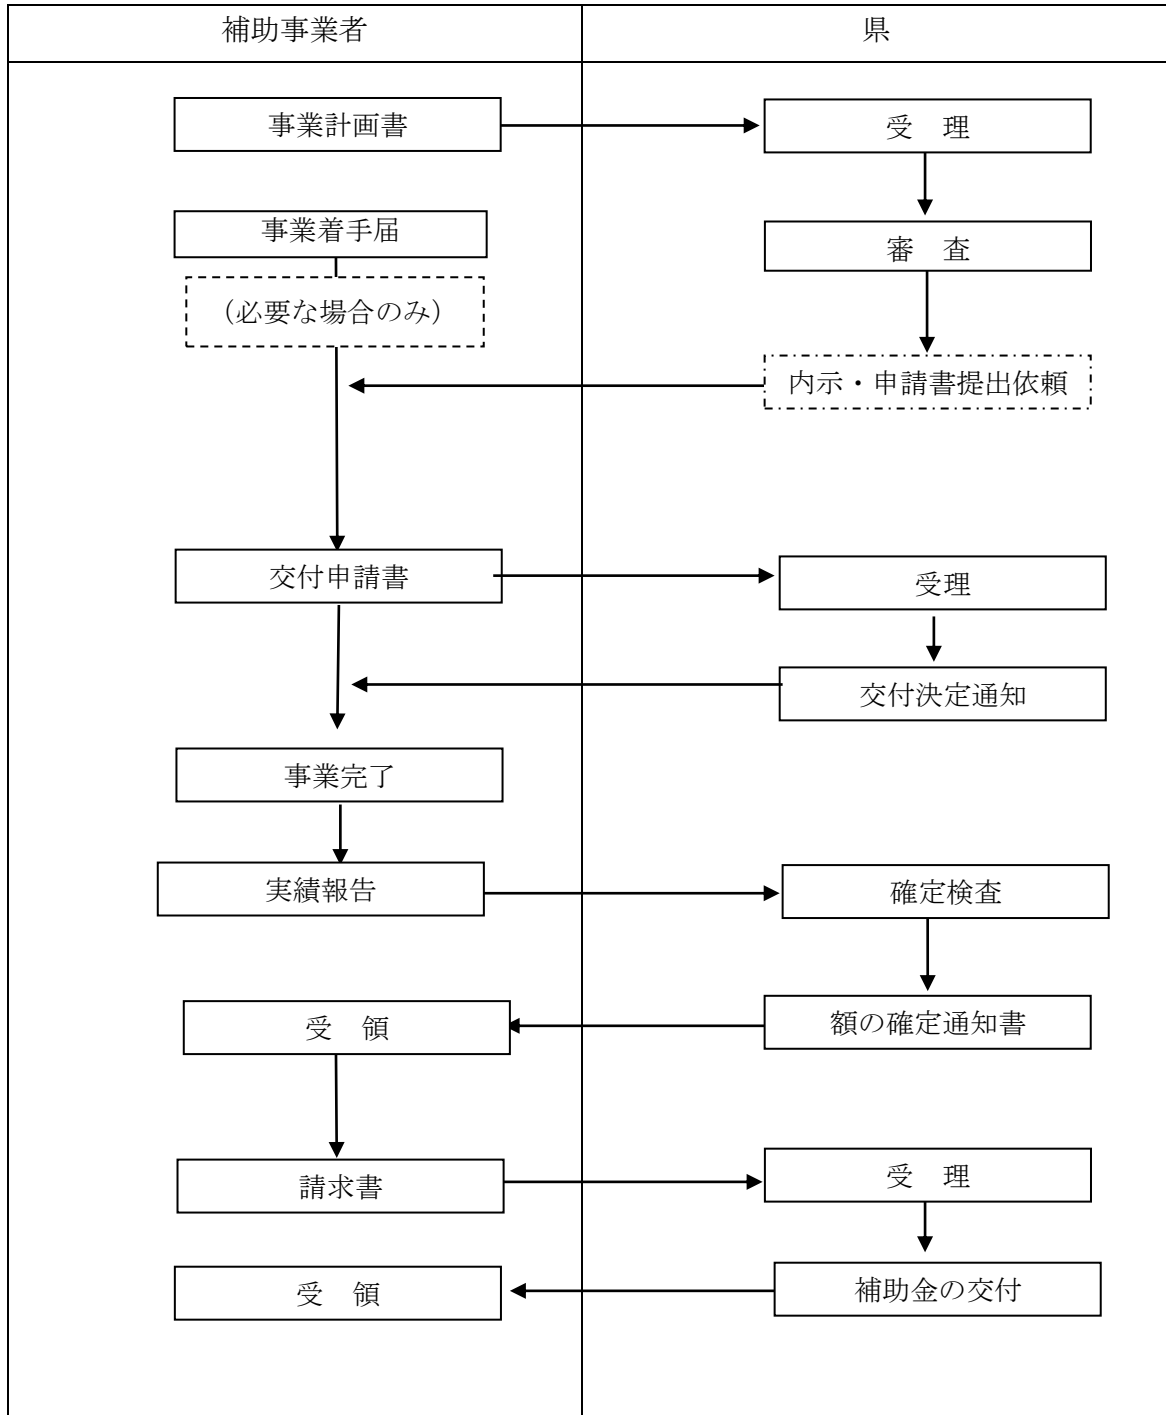 補助事業者
県
事業計画書
受　理
事業着手届
審　査
（必要な場合のみ）
内示・申請書提出依頼
交付申請書
受理
交付決定通知
事業完了
実績報告
確定検査
受　領
額の確定通知書
請求書
受　理
受　領
補助金の交付